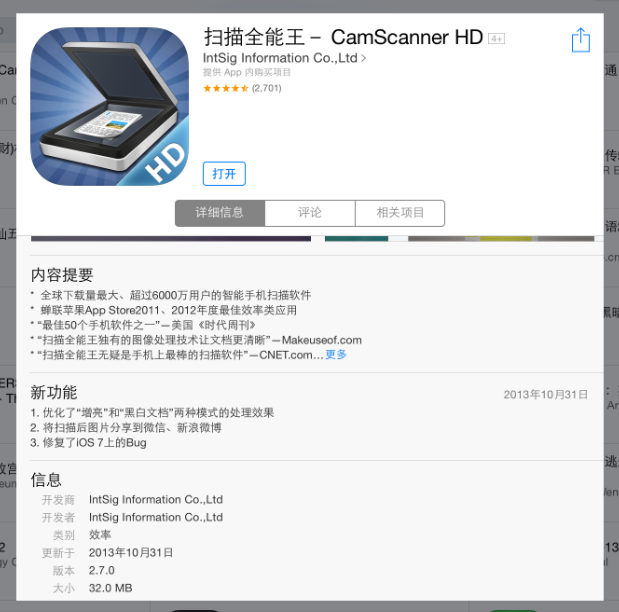 扫描全能王 – CamScanner HD 4+
IntSig Information Co.,Ltd >
提供 App 内购买项目
(2,701)
HD
打开
详细信息 评论 相关项目
内容提要
* 全球下载量最大、超过6000万用户的智能手机扫描软件
* 蝉联苹果App Store2011、2012年度最佳效率类应用
* “最佳50个手机软件之一”—美国《时代周刊》
* “扫描全能王独有的图像处理技术让文档更清晰”—Makeuseof.com
* “扫描全能王无疑是手机上最棒的扫描软件”—CNET.com...更多
新功能 2013年10月31日
1. 优化了“增亮”和“黑白文档”两种模式的处理效果
2. 将扫描后图片分享到微信、新浪微博
3. 修复了iOS 7上的Bug
信息
开发商 IntSig Information Co.,Ltd
开发者 IntSig Information Co.,Ltd
类别 效率
更新于 2013年10月31日
版本 2.7.0
大小 32.0 MB